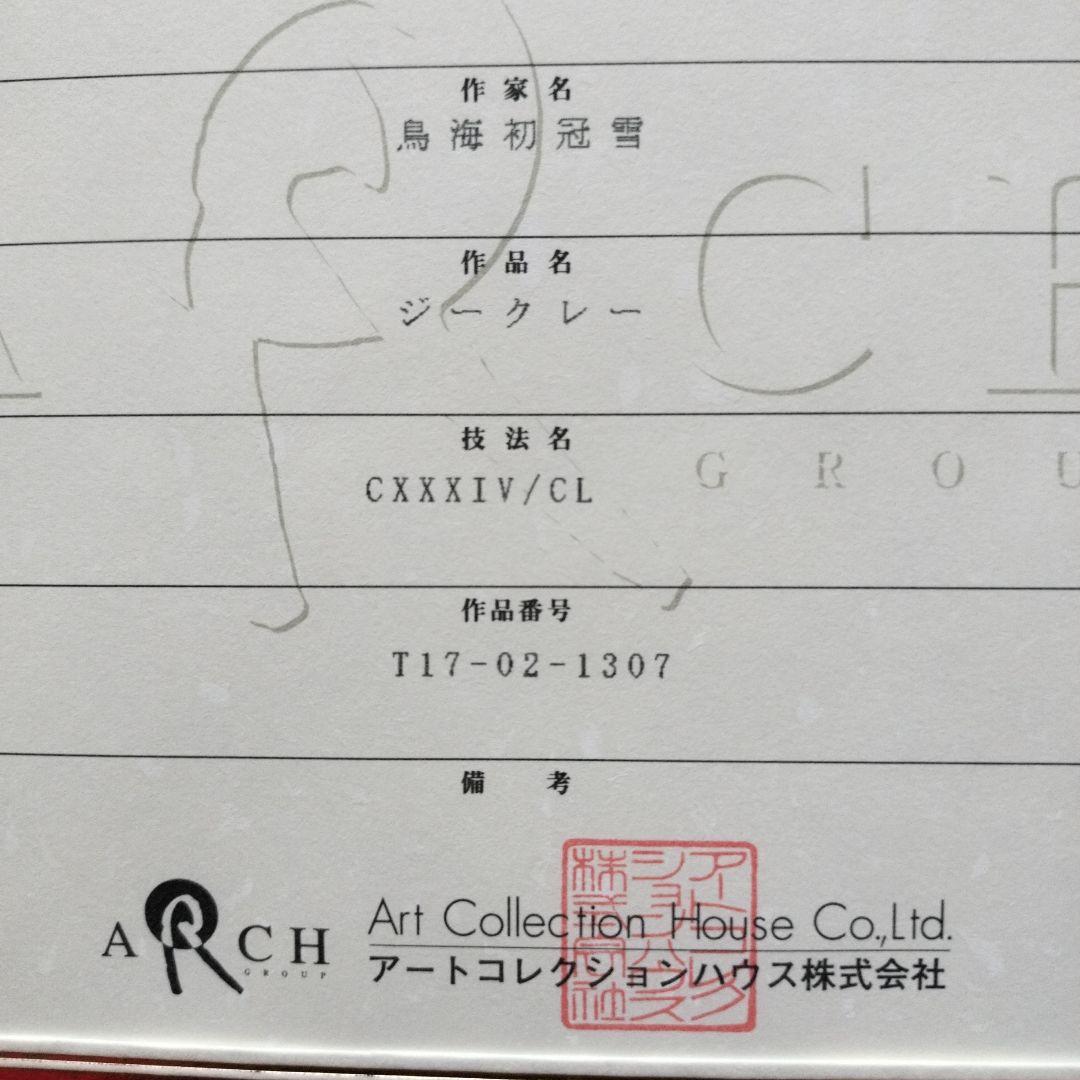 作家名
鳥海初冠雪
作品名
ジークレー
技法名
CXXXIV/CL
GROU
作品番号
T17-02-1307
備考
ARCH
GROUP
Art Collection House Co.,Ltd.
アートコレクションハウス株式会社